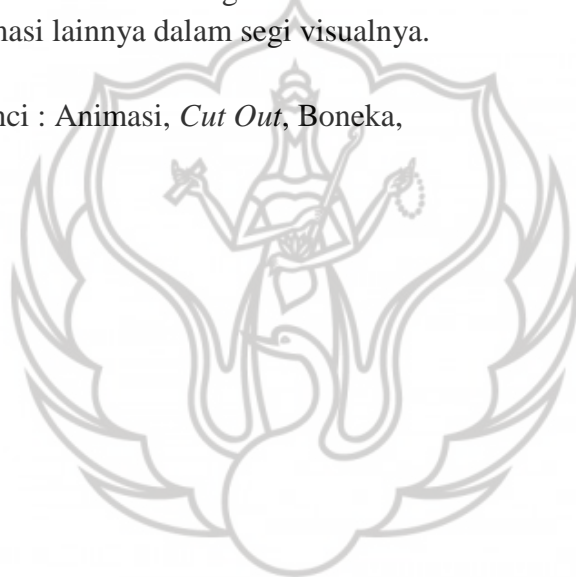 nasi lainnya dalam segi visualnya.
nci : Animasi, Cut Out, Boneka,